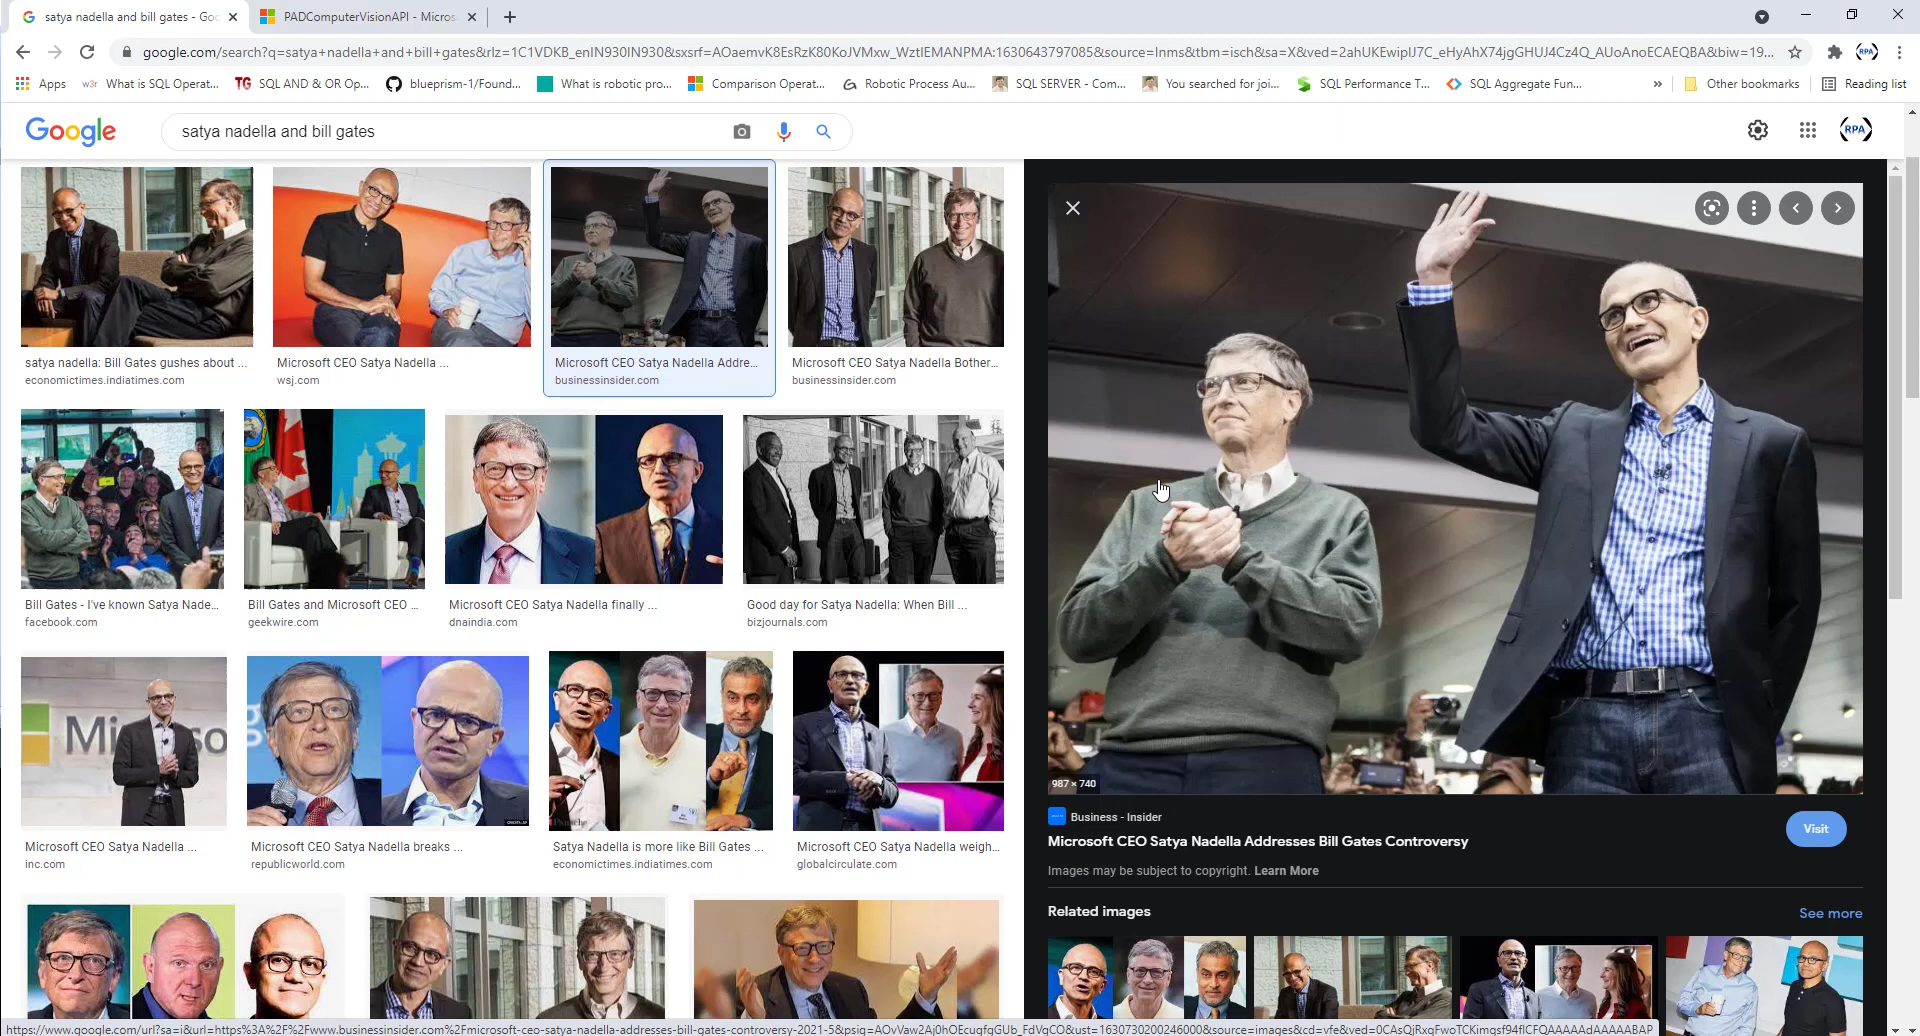 satya nadella and bill gates - Goo
PADComputerVisionAPI - Micros
google.com/search?q=satya+nadella+and+bill+gates&rlz=1C1VDKB_enIN930IN930&sxsrf=AOaemvK8EsRzK80KoJVMxw_WztIEMANPMA:1630643797085&source=lnms&tbm=isch&sa=X&ved=2ahUKEwipIJ7C_eHyAhX74jgGHUJ4Cz4Q_AUoAnoECAEQBA&biw=19...
Apps
w3r What is SQL Operat...
TG SQL AND & OR Op...
blueprism-1/Found...
What is robotic pro...
Comparison Operat...
Robotic Process Au...
SQL SERVER - Com...
You searched for joi...
SQL Performance T...
SQL Aggregate Fun...
»
Other bookmarks
Reading list
Google
satya nadella and bill gates
RPA
satya nadella: Bill Gates gushes about ...
economictimes.indiatimes.com
Microsoft CEO Satya Nadella ...
wsj.com
Microsoft CEO Satya Nadella Addre...
businessinsider.com
Microsoft CEO Satya Nadella Bother...
businessinsider.com
Bill Gates - I've known Satya Nade...
facebook.com
Bill Gates and Microsoft CEO ...
geekwire.com
Microsoft CEO Satya Nadella finally ...
dnaindia.com
Good day for Satya Nadella: When Bill ...
bizjournals.com
Microsoft CEO Satya Nadella ...
inc.com
Microsoft CEO Satya Nadella breaks ...
republicworld.com
Satya Nadella is more like Bill Gates ...
economictimes.indiatimes.com
Microsoft CEO Satya Nadella weigh...
globalcirculate.com
987 × 740
Business - Insider
Microsoft CEO Satya Nadella Addresses Bill Gates Controversy
Visit
Images may be subject to copyright. Learn More
Related images
See more
https://www.google.com/url?sa=i&url=https%3A%2F%2Fwww.businessinsider.com%2Fmicrosoft-ceo-satya-nadella-addresses-bill-gates-controversy-2021-5&psig=AOvVaw2Aj0hOEcuqfqGUb_FdVqCO&ust=1630730200246000&source=images&cd=vfe&ved=0CAsQjRxqFwoTCKimqsf94flCFQAAAAAdAAAAABAP